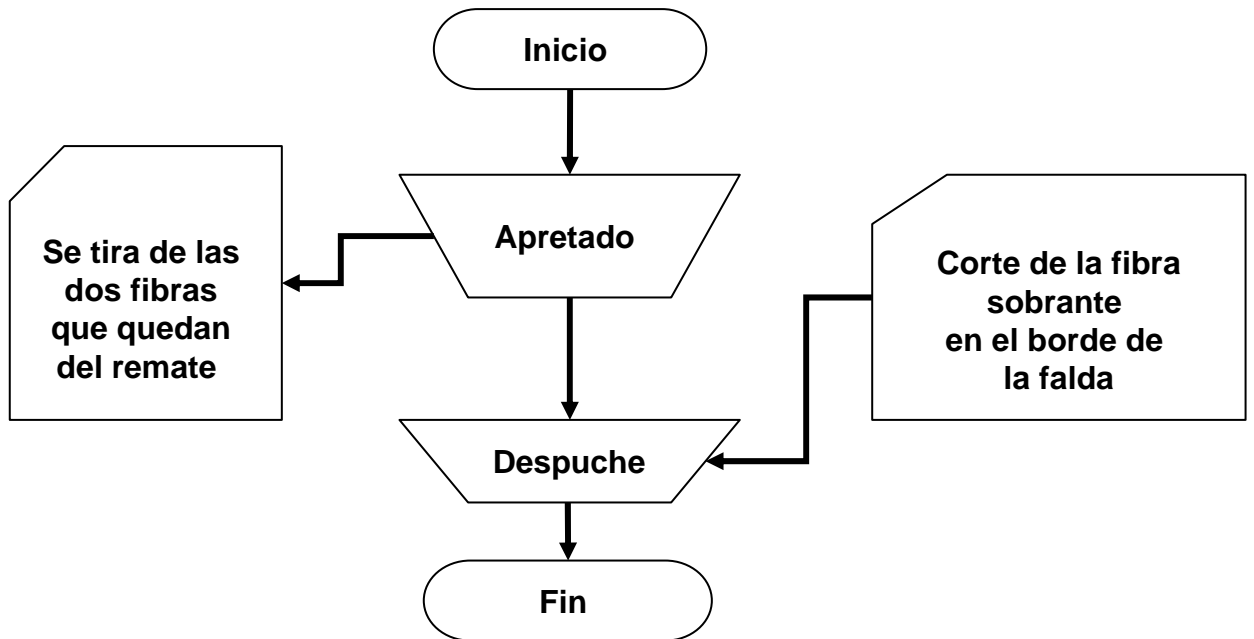 Inicio
Se tira de las
dos fibras
que quedan
del remate
Apretado
Corte de la fibra
sobrante
en el borde de
la falda
Despuche
Fin